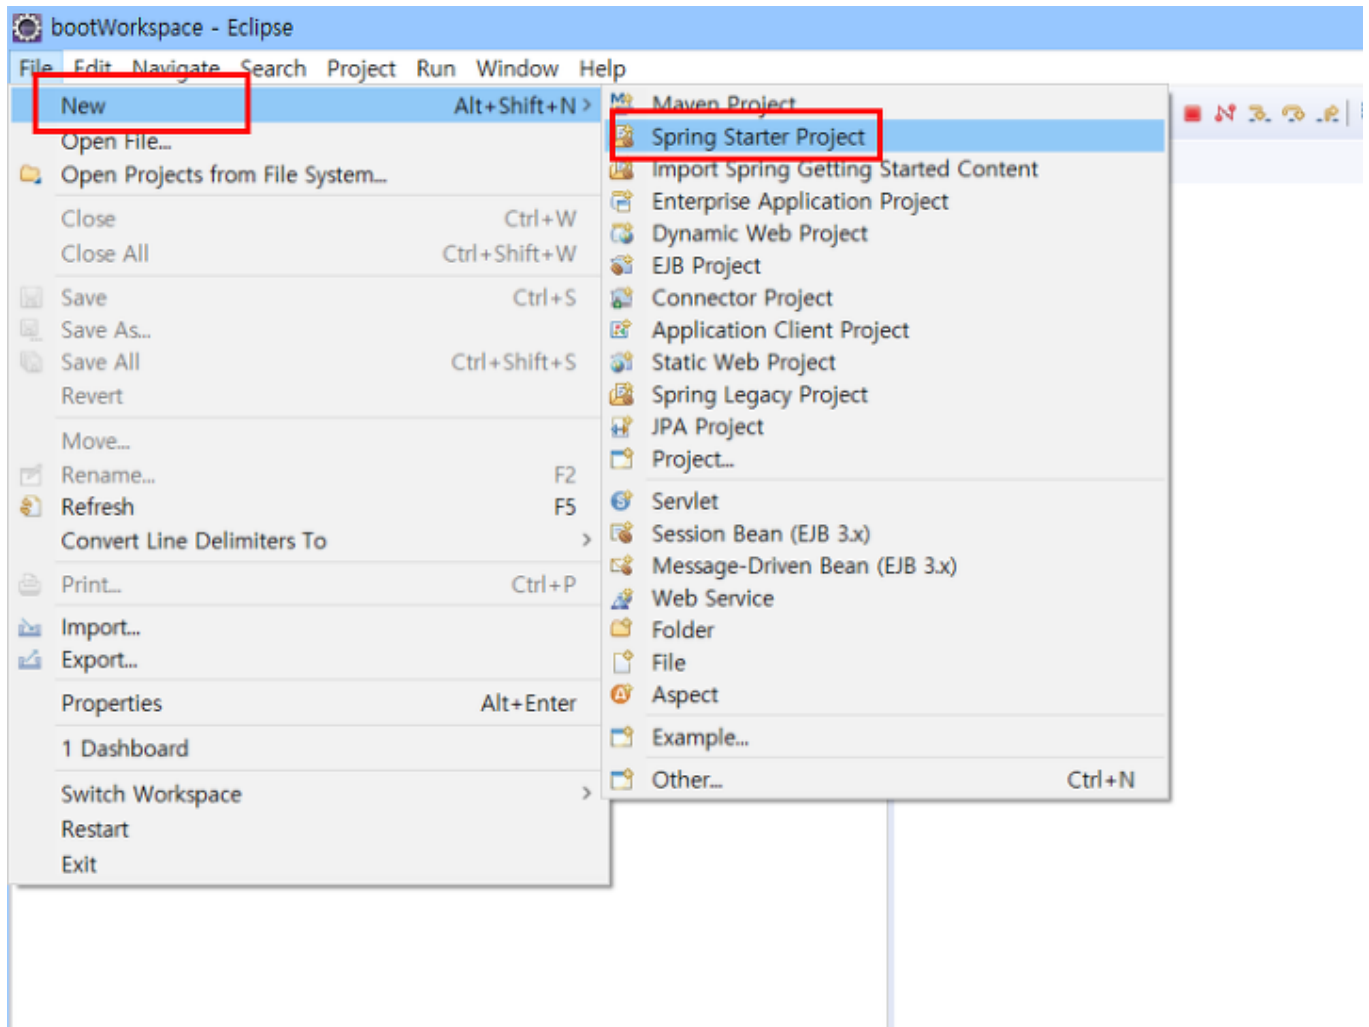 bootWorkspace - Eclipse
File Edit Navigate Search Project Run Window Help
New Alt+Shift+N >
Open File...
Open Projects from File System...
Close Ctrl+W
Close All Ctrl+Shift+W
Save Ctrl+S
Save As...
Save All Ctrl+Shift+S
Revert
Move...
Rename... F2
Refresh F5
Convert Line Delimiters To >
Print... Ctrl+P
Import...
Export...
Properties Alt+Enter
1 Dashboard
Switch Workspace >
Restart
Exit
Maven Project
Spring Starter Project
Import Spring Getting Started Content
Enterprise Application Project
Dynamic Web Project
EJB Project
Connector Project
Application Client Project
Static Web Project
Spring Legacy Project
JPA Project
Project...
Servlet
Session Bean (EJB 3.x)
Message-Driven Bean (EJB 3.x)
Web Service
Folder
File
Aspect
Example...
Other... Ctrl+N